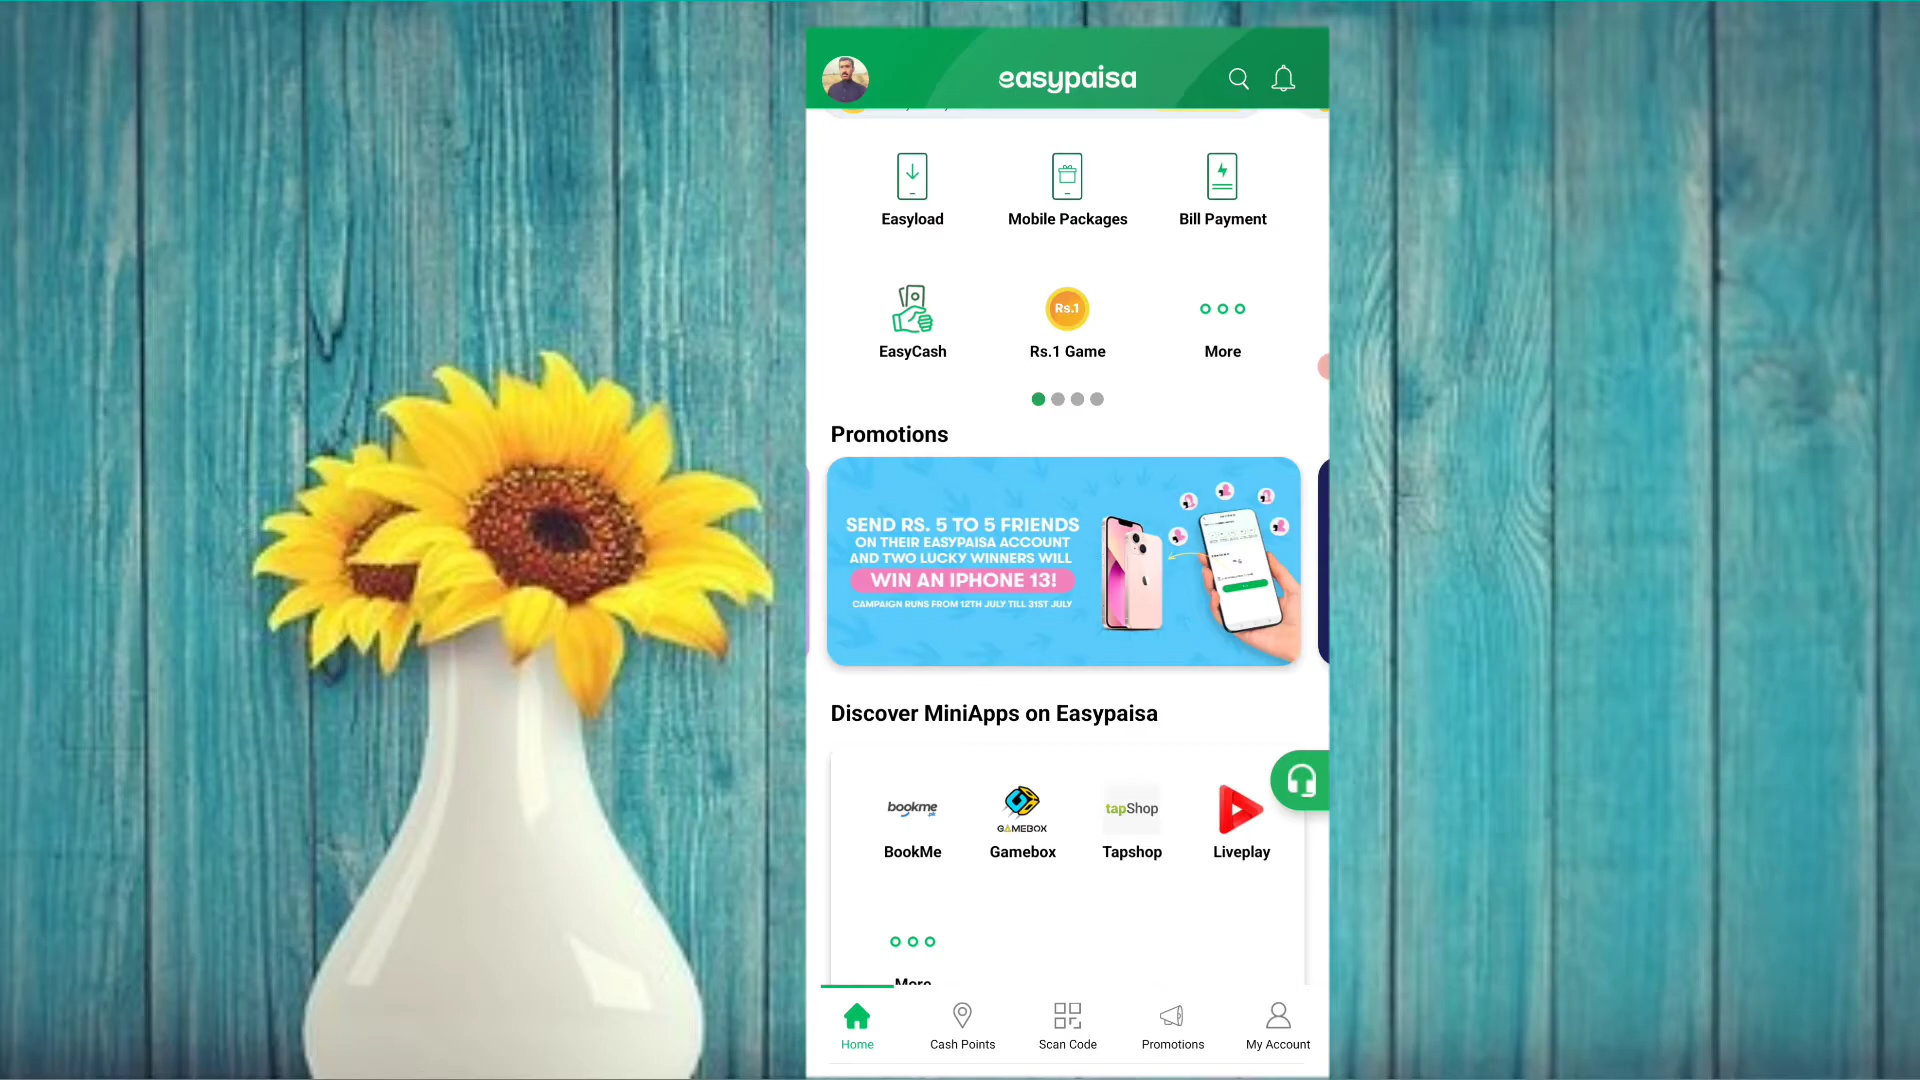 easypaisa
Easyload
Mobile Packages
Bill Payment
Rs.1
EasyCash
Rs.1 Game
More
Promotions
SEND RS. 5 TO 5 FRIENDS
ON THEIR EASYPAISA ACCOUNT
AND TWO LUCKY WINNERS WILL
WIN AN IPHONE 13!
CAMPAIGN RUNS FROM 12TH JULY TILL 31ST JULY
Discover MiniApps on Easypaisa
bookme
GAMEBOX
tapShop
BookMe
Gamebox
Tapshop
Liveplay
More
Home
Cash Points
Scan Code
Promotions
My Account